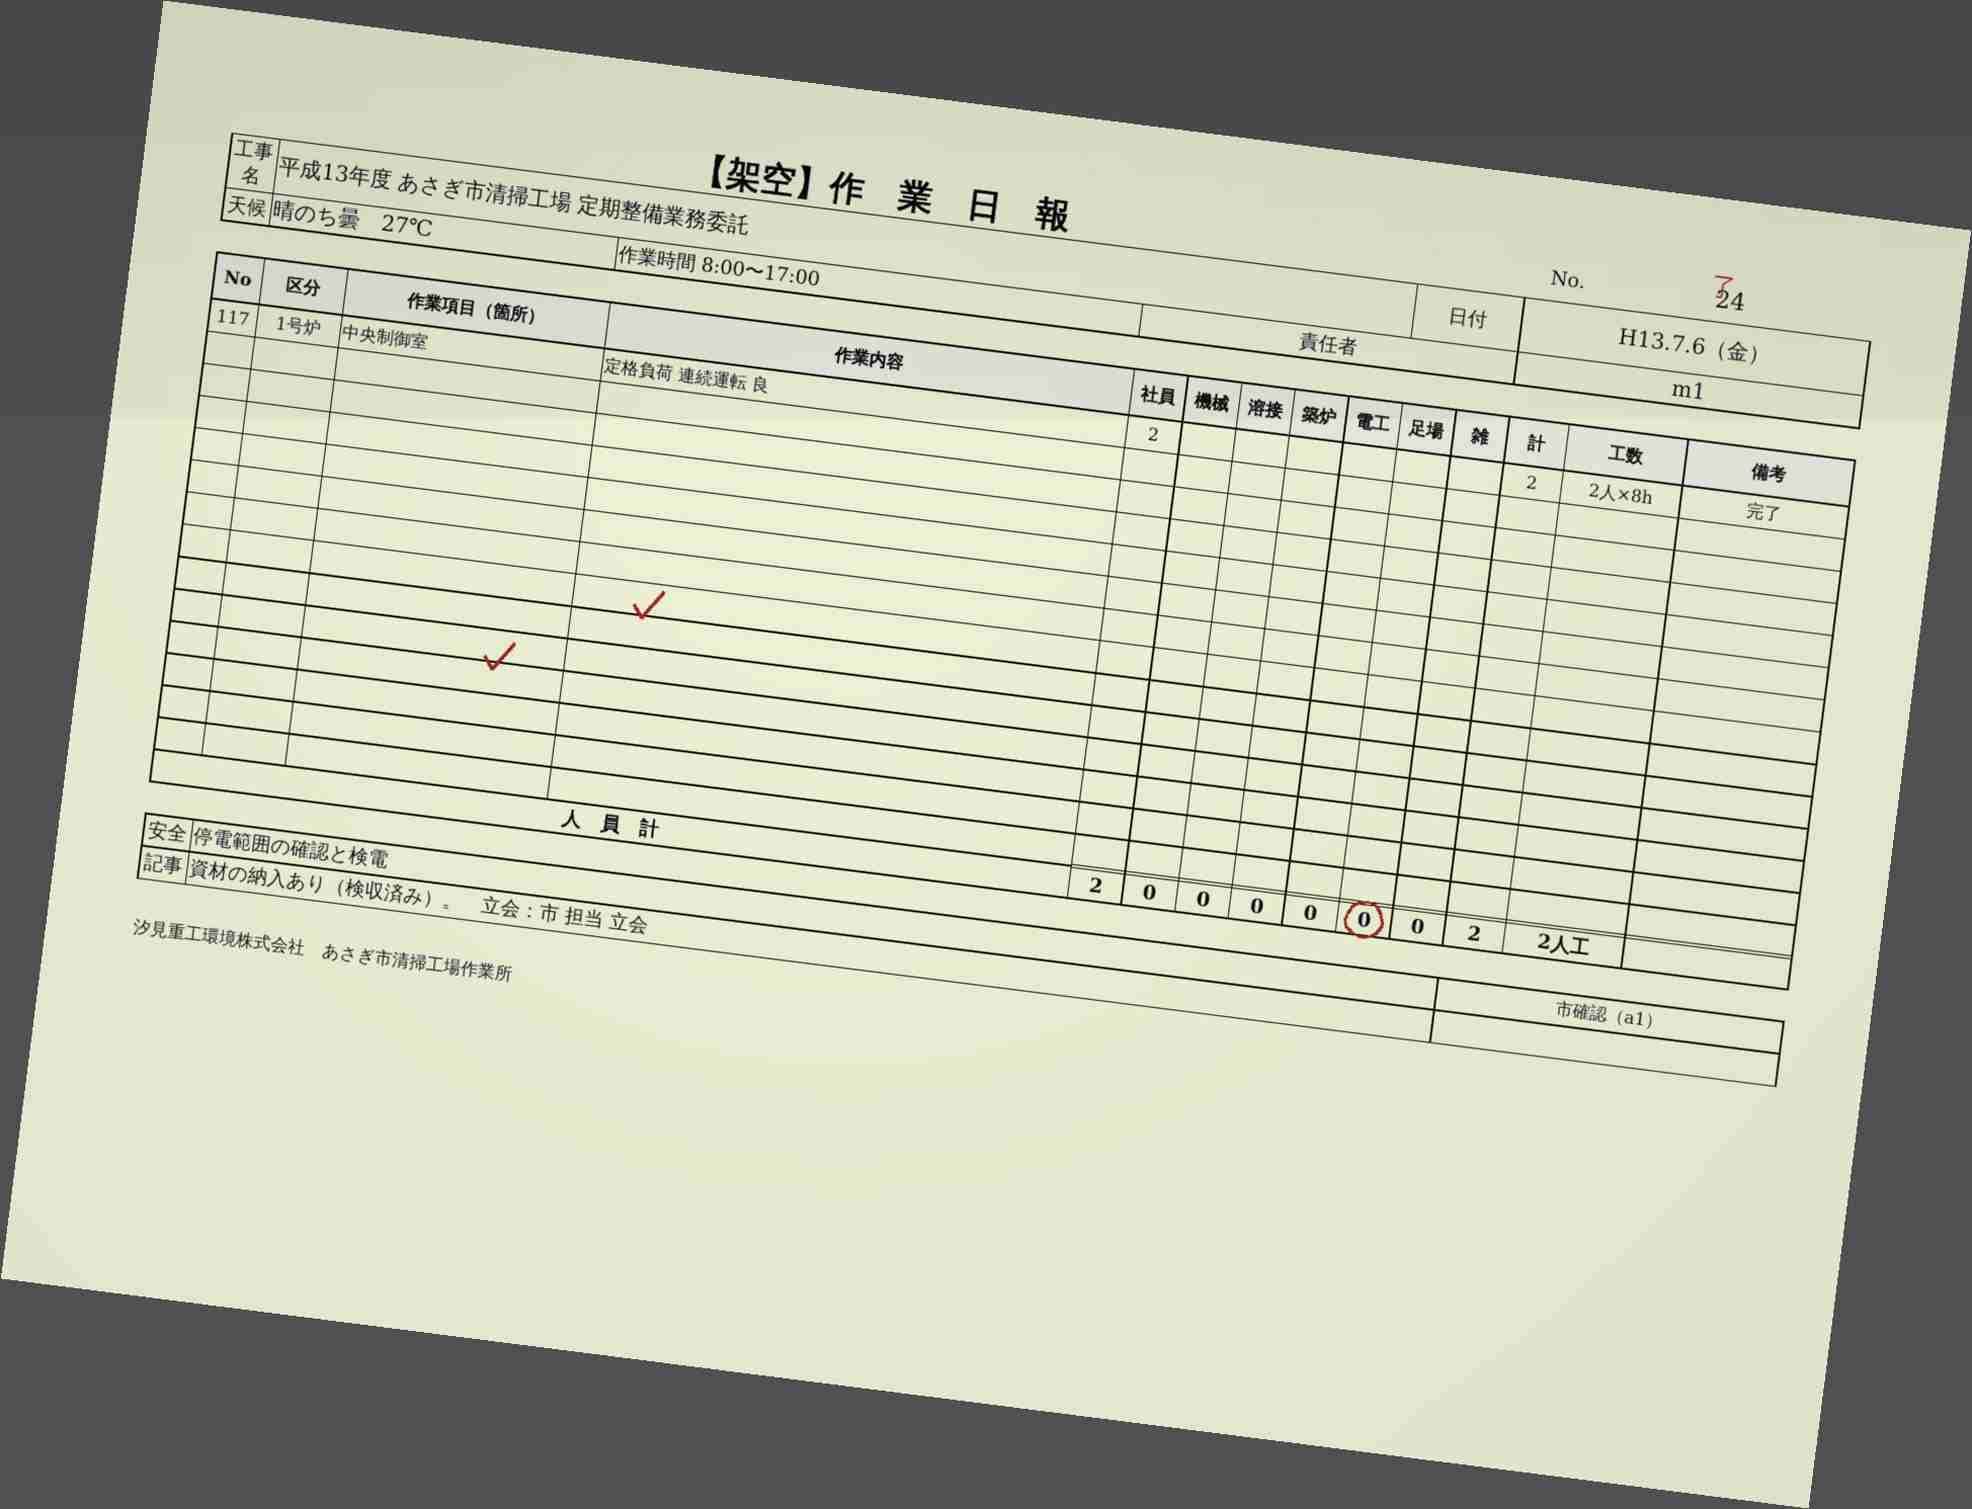 【架空】作　業　日　報
No. 24
了
工事名 平成13年度 あさぎ市清掃工場 定期整備業務委託 日付 H13.7.6（金）
天候 晴のち曇　27℃ 作業時間 8:00〜17:00 責任者 m1
No 区分 作業項目（箇所） 作業内容 社員 機械 溶接 築炉 電工 足場 雑 計 工数 備考
117 1号炉 中央制御室 定格負荷 連続運転 良 2 2 2人×8h 完了
人　員　計 2 0 0 0 0 0 0 2 2人工
安全 停電範囲の確認と検電 市確認（a1）
記事 資材の納入あり（検収済み）。　立会：市 担当 立会
汐見重工環境株式会社　あさぎ市清掃工場作業所